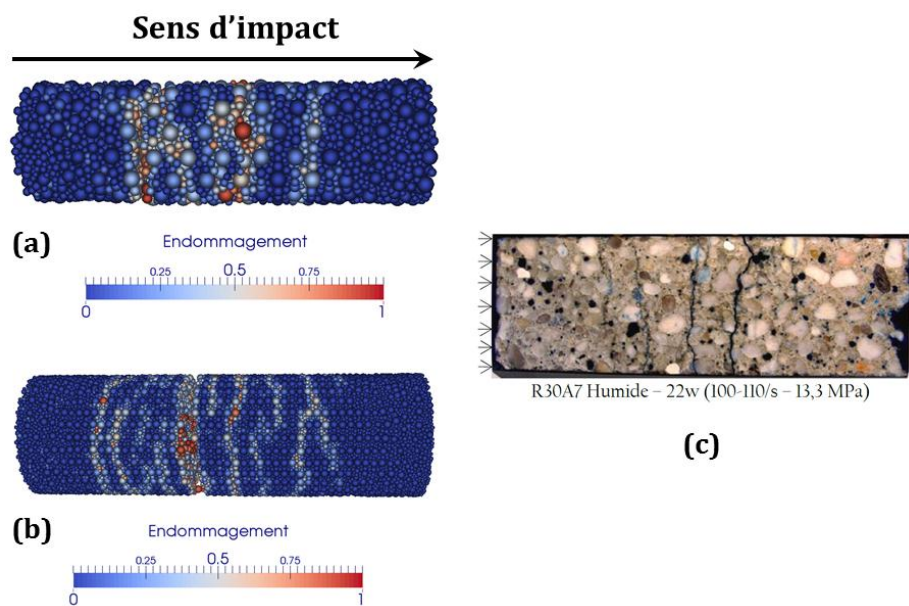 Sens d'impact
(a)
Endommagement
0.25 0.5 0.75
0 1
(b)
Endommagement
0.25 0.5 0.75
0 1
R30A7 Humide – 22w (100-110/s – 13,3 MPa)
(c)